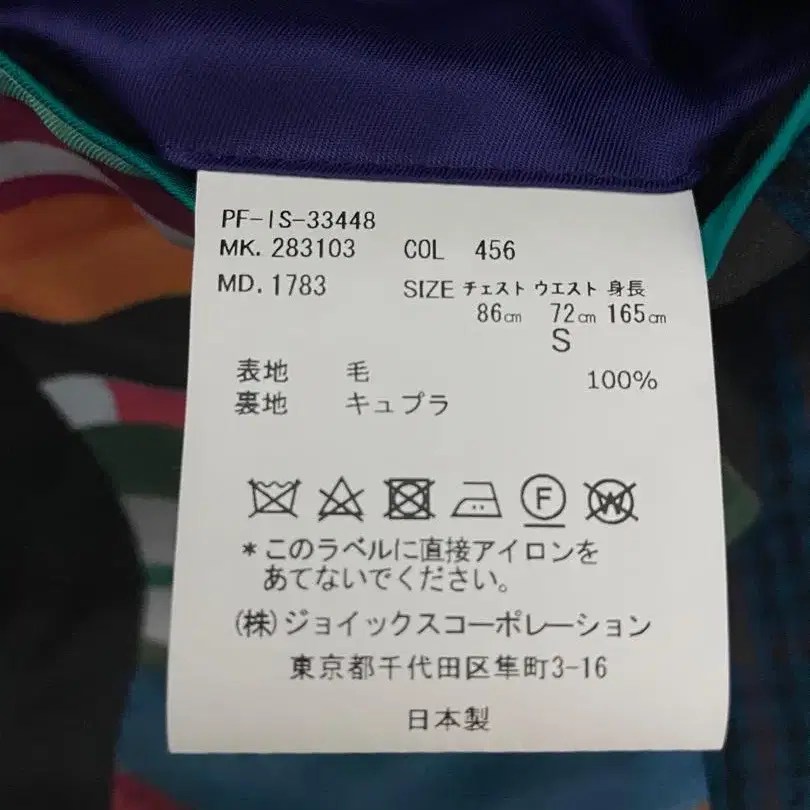 PF-IS-33448
MK. 283103 COL 456
MD. 1783 SIZE チェスト ウエスト 身長
86cm 72cm 165cm
S
表地 毛 100%
裏地 キュプラ
F W
*このラベルに直接アイロンを
あてないでください。
(株)ジョイックスコーポレーション
東京都千代田区隼町3-16
日本製